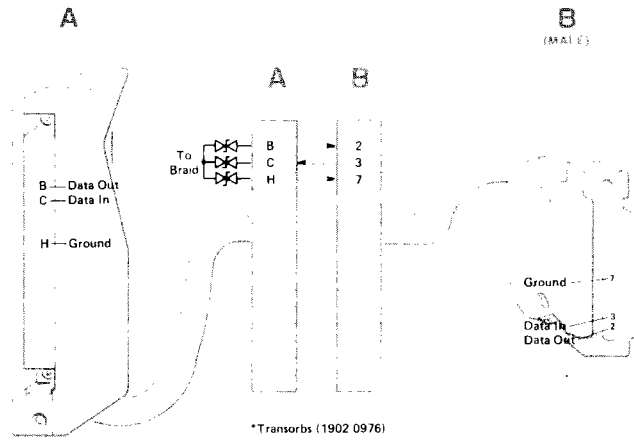 A
B
(MALE)
A B
To
Braid
B 2
C 3
H 7
B Data Out
C Data In
H Ground
Ground 7
Data In 3
Data Out 2
*Transorbs (1902 0976)